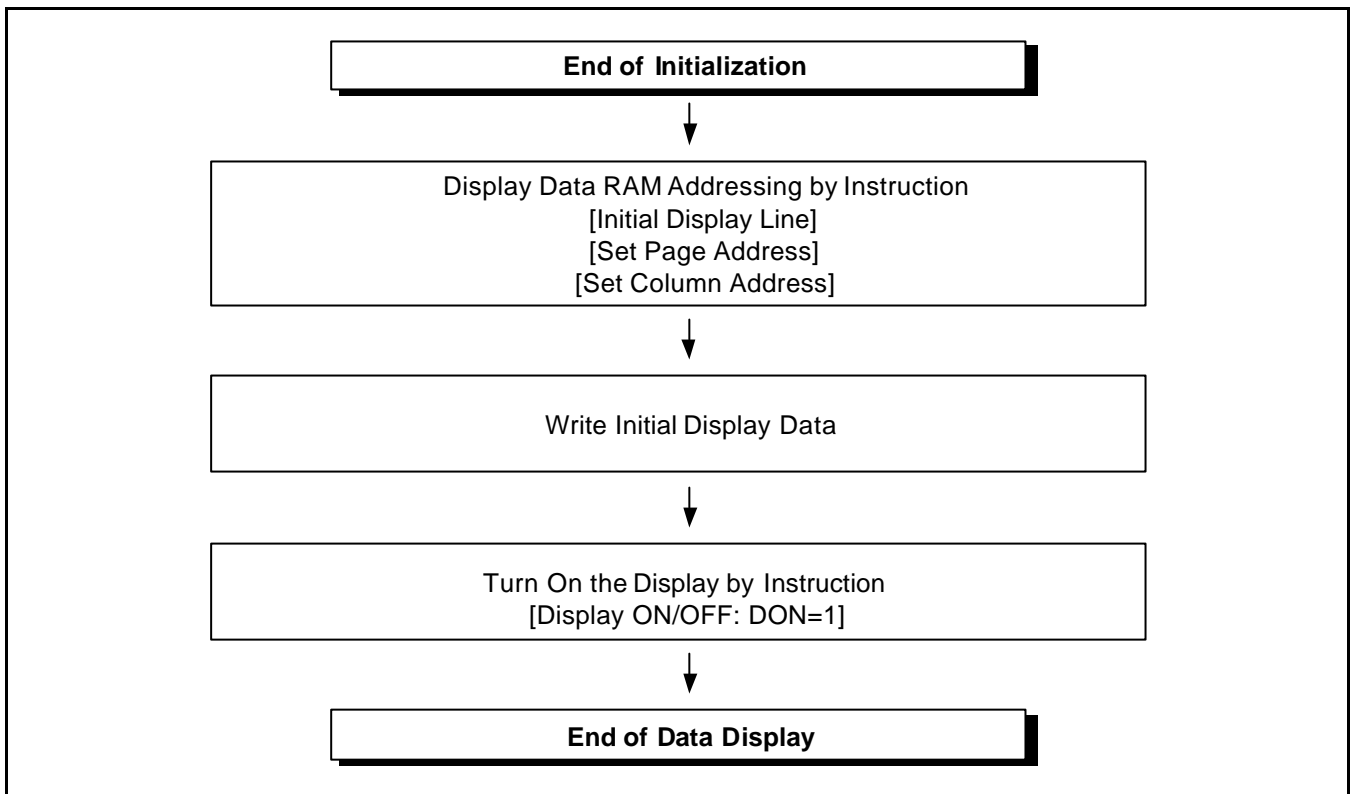 End of Initialization
Display Data RAM Addressing by Instruction
[Initial Display Line]
[Set Page Address]
[Set Column Address]
Write Initial Display Data
Turn On the Display by Instruction
[Display ON/OFF: DON=1]
End of Data Display